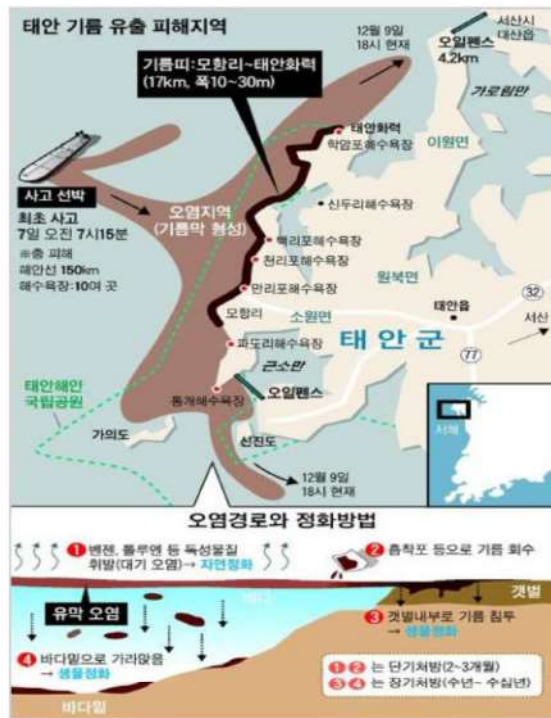 태안 기름 유출 피해지역
12월 9일
18시 현재
서산시
대산읍
오일펜스
4.2km
가로림만
기름띠:모항리~태안화력
(17km, 폭10~30m)
태안화력
학암포해수욕장
이원면
사고 선박
최초 사고
7일 오전 7시15분
※총 피해
해안선 150km
해수욕장:10여 곳
오염지역
(기름막 형성)
신두리해수욕장
백리포해수욕장
천리포해수욕장
만리포해수욕장
원북면
모항리
소원면
태안읍
32
서산
태안군
파도리해수욕장
77
근소만
오일펜스
태안해안
국립공원
통개해수욕장
가의도
신진도
서해
12월 9일
18시 현재
오염경로와 정화방법
1 벤젠, 톨루엔 등 독성물질
휘발(대기 오염)→ 자연정화
2 흡착포 등으로 기름 회수
바다
갯벌
유막 오염
3 갯벌내부로 기름 침투
→ 생물정화
4 바다밑으로 가라앉음
→ 생물정화
1 2 는 단기처방(2~3개월)
3 4 는 장기처방(수년~ 수십년)
바다밑